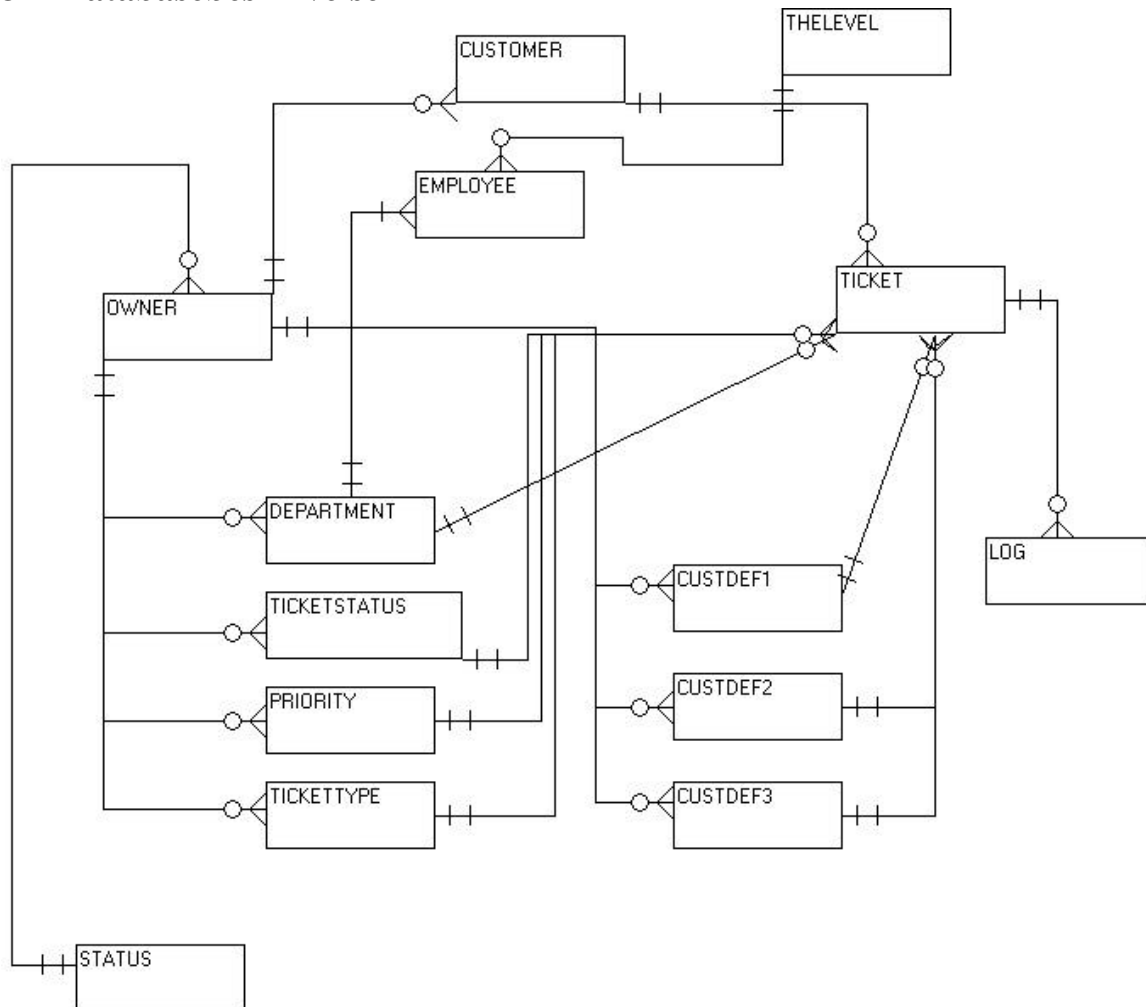 THELEVEL
CUSTOMER
EMPLOYEE
TICKET
OWNER
DEPARTMENT
LOG
CUSTDEF1
TICKETSTATUS
CUSTDEF2
PRIORITY
CUSTDEF3
TICKETTYPE
STATUS